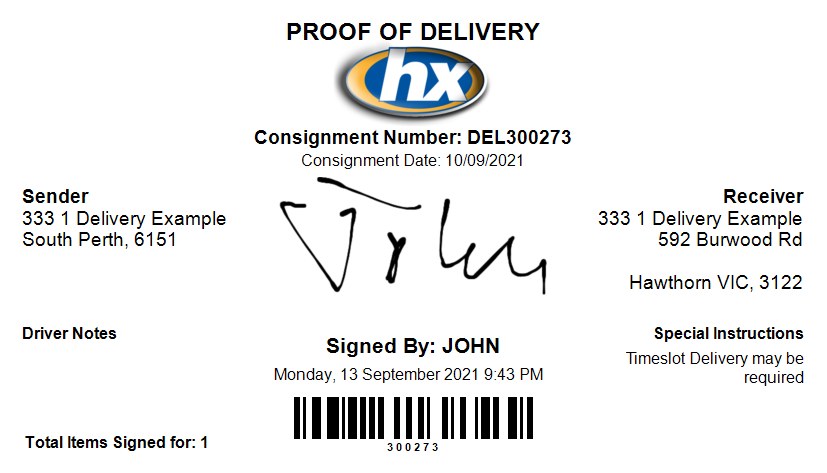 PROOF OF DELIVERY
hx
Consignment Number: DEL300273
Consignment Date: 10/09/2021
Sender
333 1 Delivery Example
South Perth, 6151
John
Receiver
333 1 Delivery Example
592 Burwood Rd
Hawthorn VIC, 3122
Driver Notes
Signed By: JOHN
Monday, 13 September 2021 9:43 PM
Special Instructions
Timeslot Delivery may be
required
300273
Total Items Signed for: 1